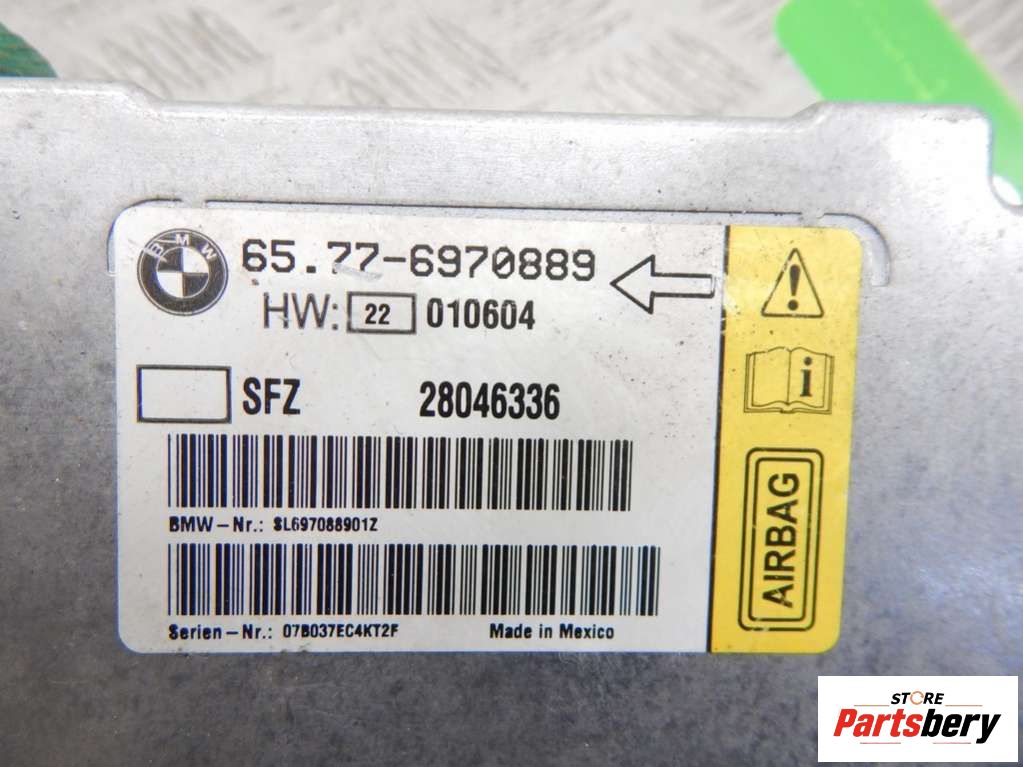 BMW
65.77-6970889
HW: 22 010604
SFZ 28046336
BMW-Nr.: SL697088901Z
Serien-Nr.: 07B037EC4KT2F Made in Mexico
i
AIRBAG
STORE
Partsbery